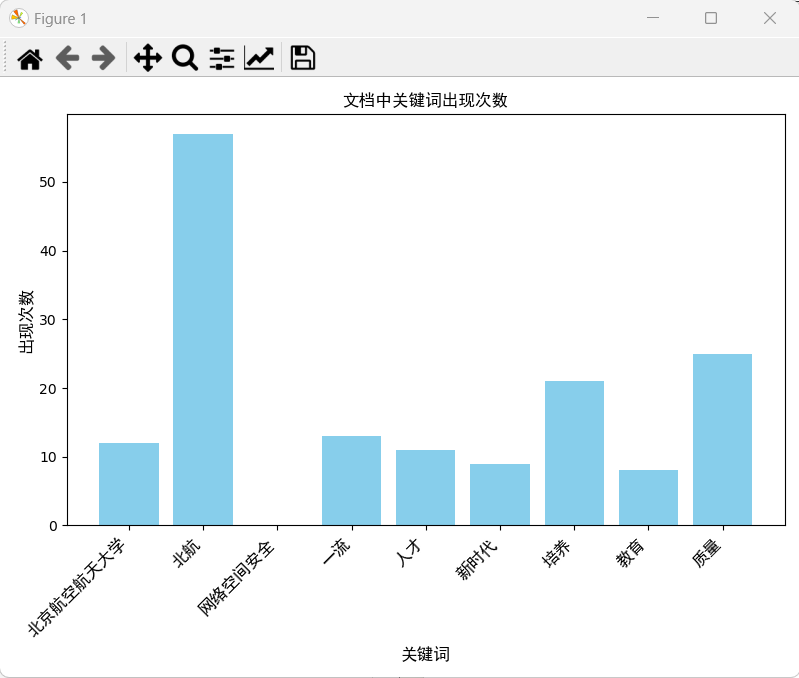 Figure 1
文档中关键词出现次数
出现次数
50
40
30
20
10
0
北京航空航天大学
北航
网络空间安全
一流
人才
新时代
培养
教育
质量
关键词